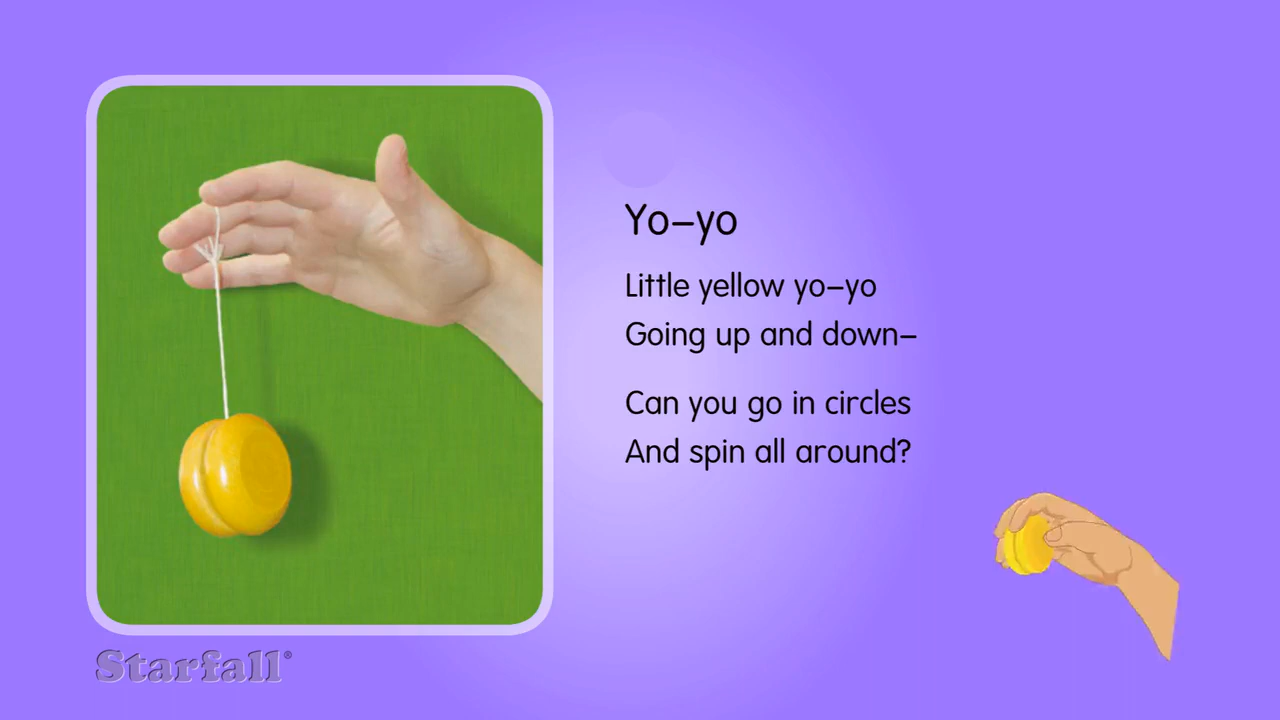 Yo–yo
Little yellow yo–yo
Going up and down–
Can you go in circles
And spin all around?
Starfall®